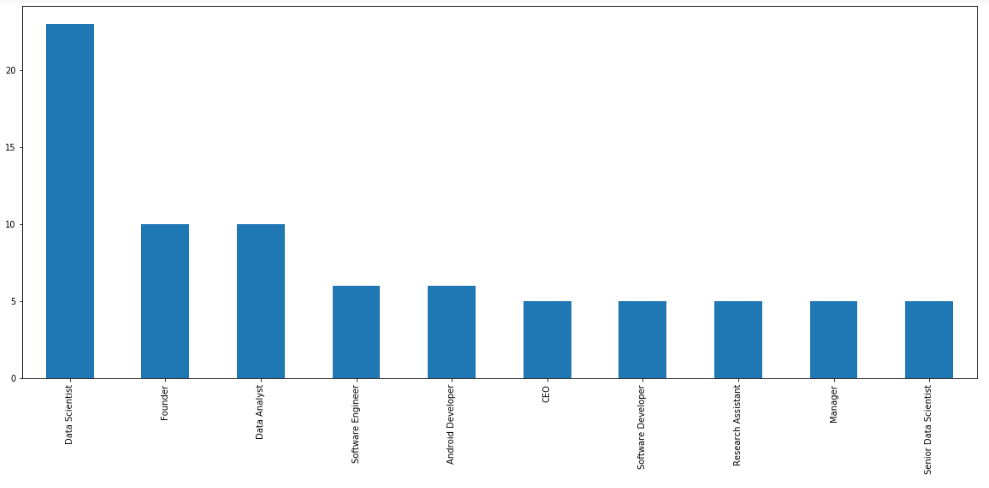 20
15
10
5
0
Data Scientist
Founder
Data Analyst
Software Engineer
Android Developer
CEO
Software Developer
Research Assistant
Manager
Senior Data Scientist